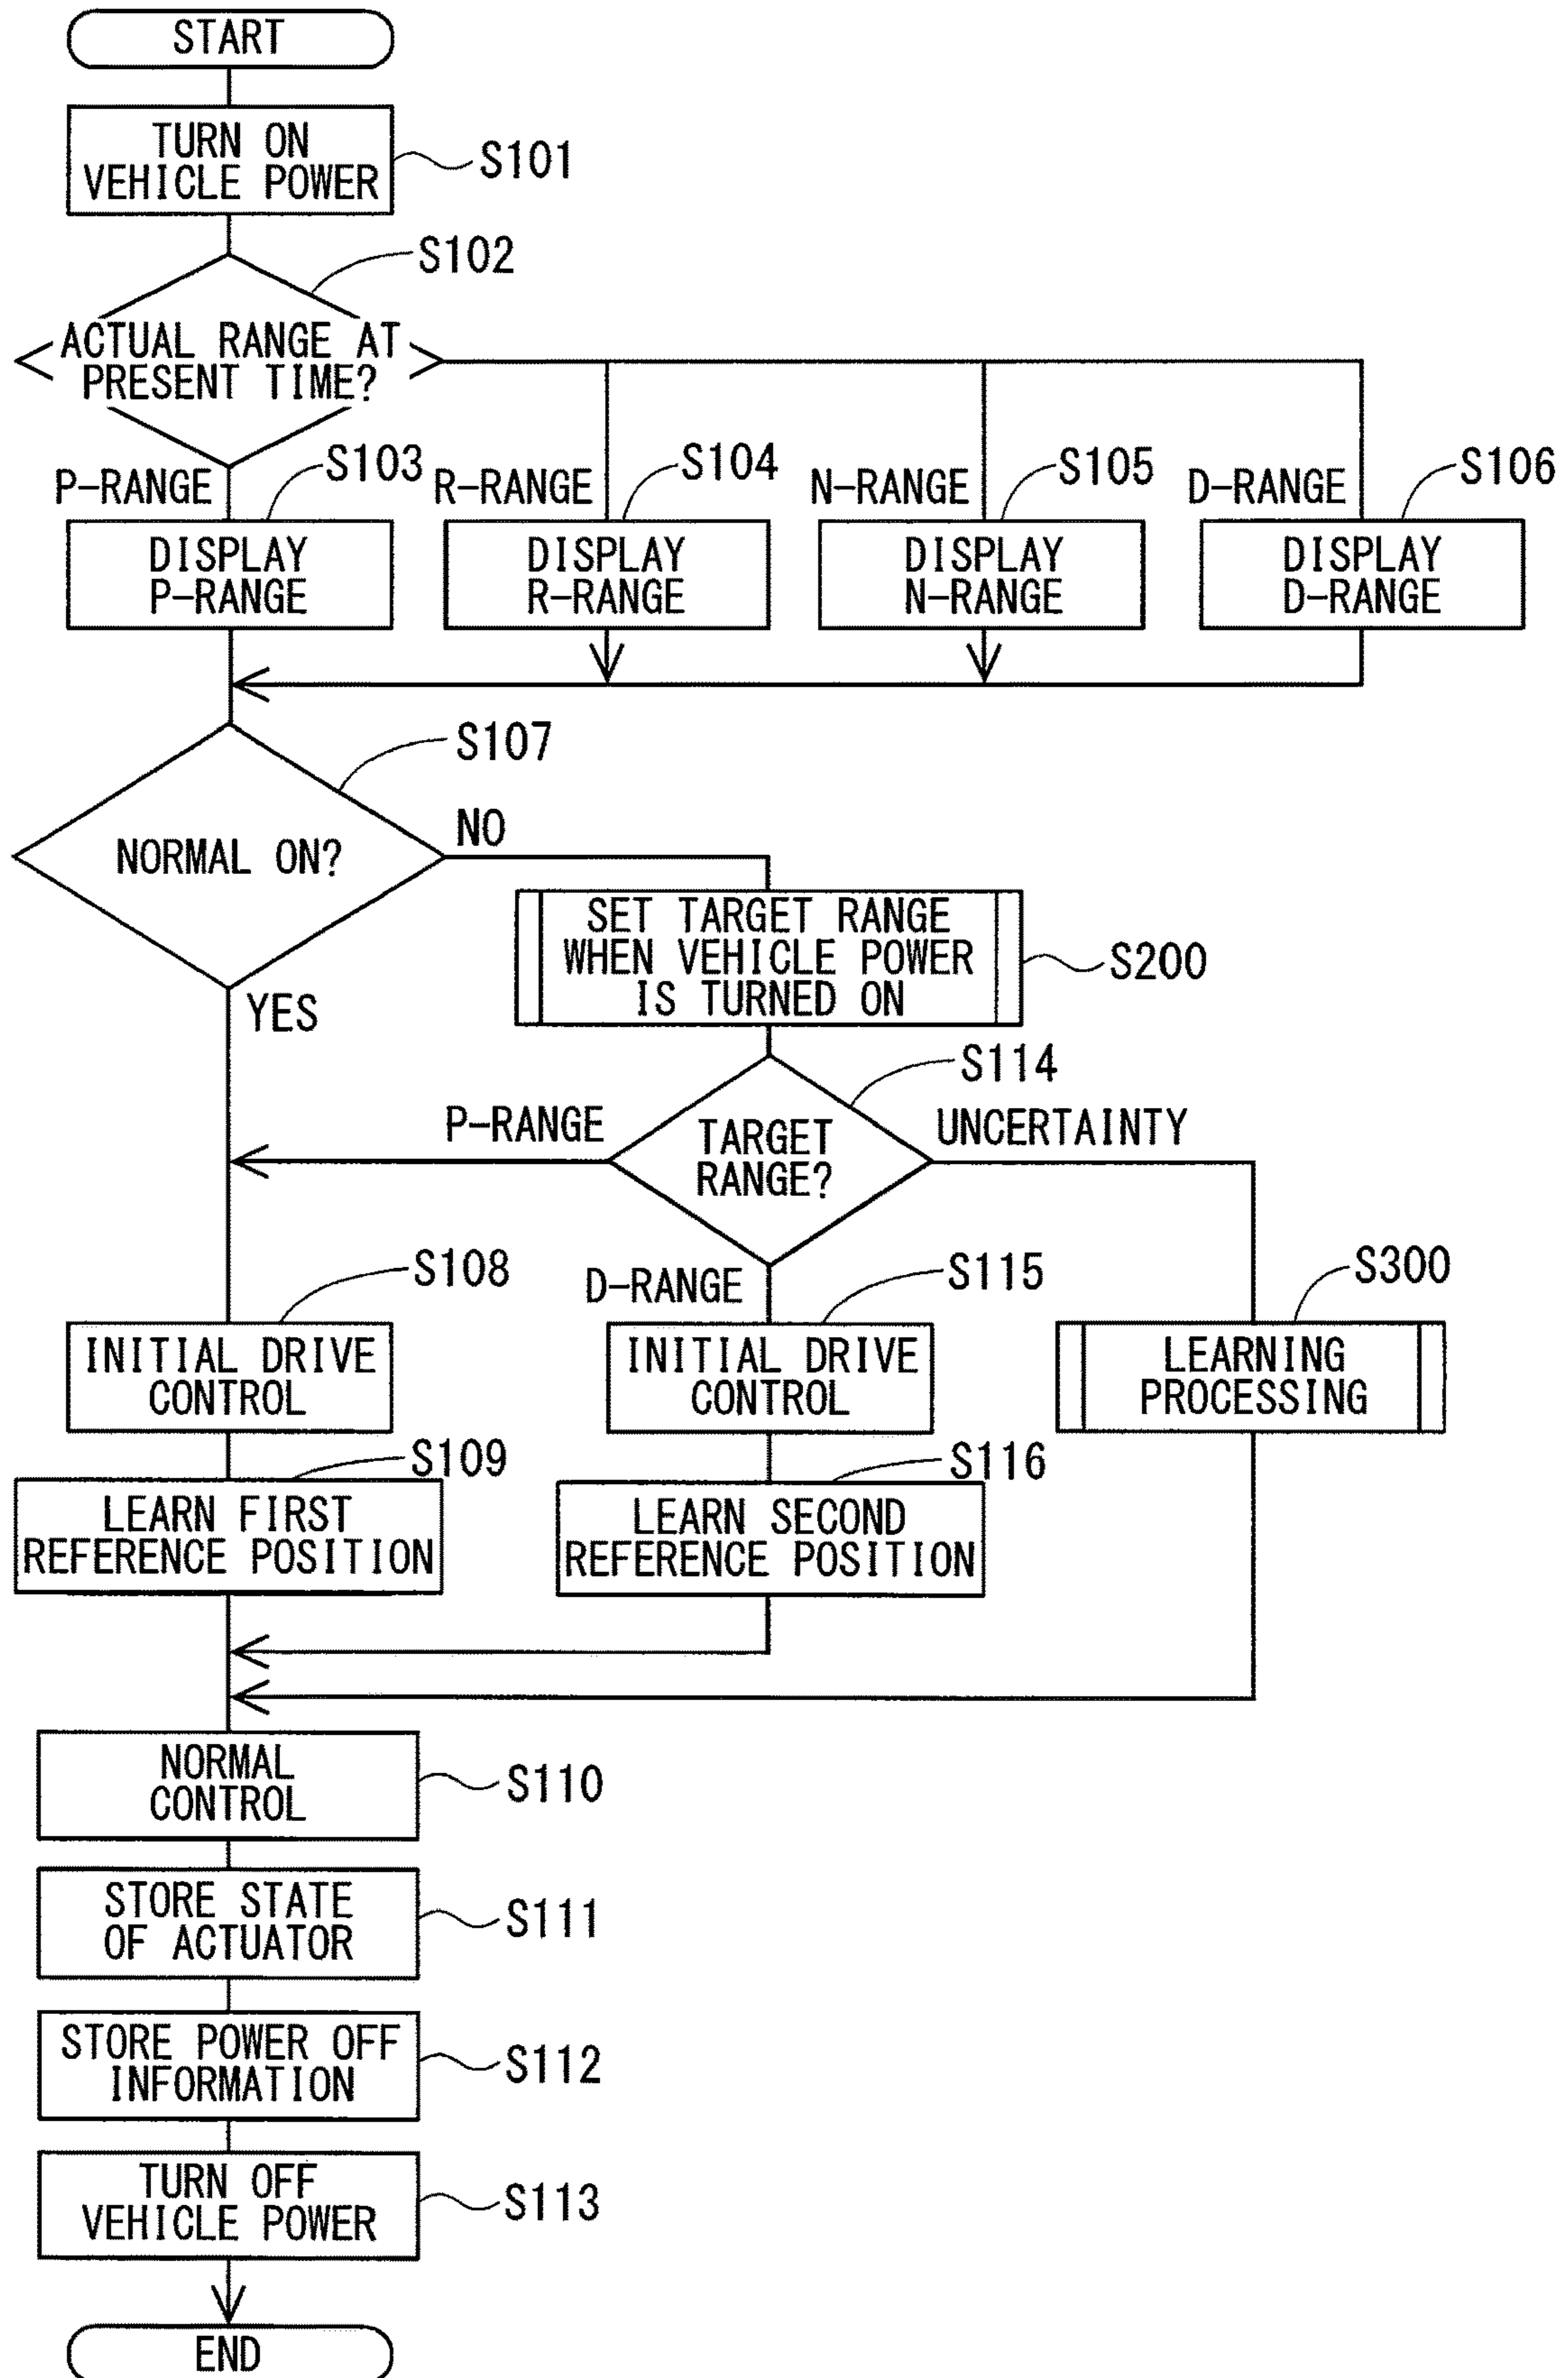 START
TURN ON
VEHICLE POWER
S101
S102
ACTUAL RANGE AT
PRESENT TIME?
P-RANGE
S103
R-RANGE
S104
N-RANGE
S105
D-RANGE
S106
DISPLAY
P-RANGE
DISPLAY
R-RANGE
DISPLAY
N-RANGE
DISPLAY
D-RANGE
S107
NORMAL ON?
NO
YES
SET TARGET RANGE
WHEN VEHICLE POWER
IS TURNED ON
S200
S114
P-RANGE
TARGET
RANGE?
UNCERTAINTY
D-RANGE
S108
S115
S300
INITIAL DRIVE
CONTROL
INITIAL DRIVE
CONTROL
LEARNING
PROCESSING
S109
S116
LEARN FIRST
REFERENCE POSITION
LEARN SECOND
REFERENCE POSITION
NORMAL
CONTROL
S110
STORE STATE
OF ACTUATOR
S111
STORE POWER OFF
INFORMATION
S112
TURN OFF
VEHICLE POWER
S113
END